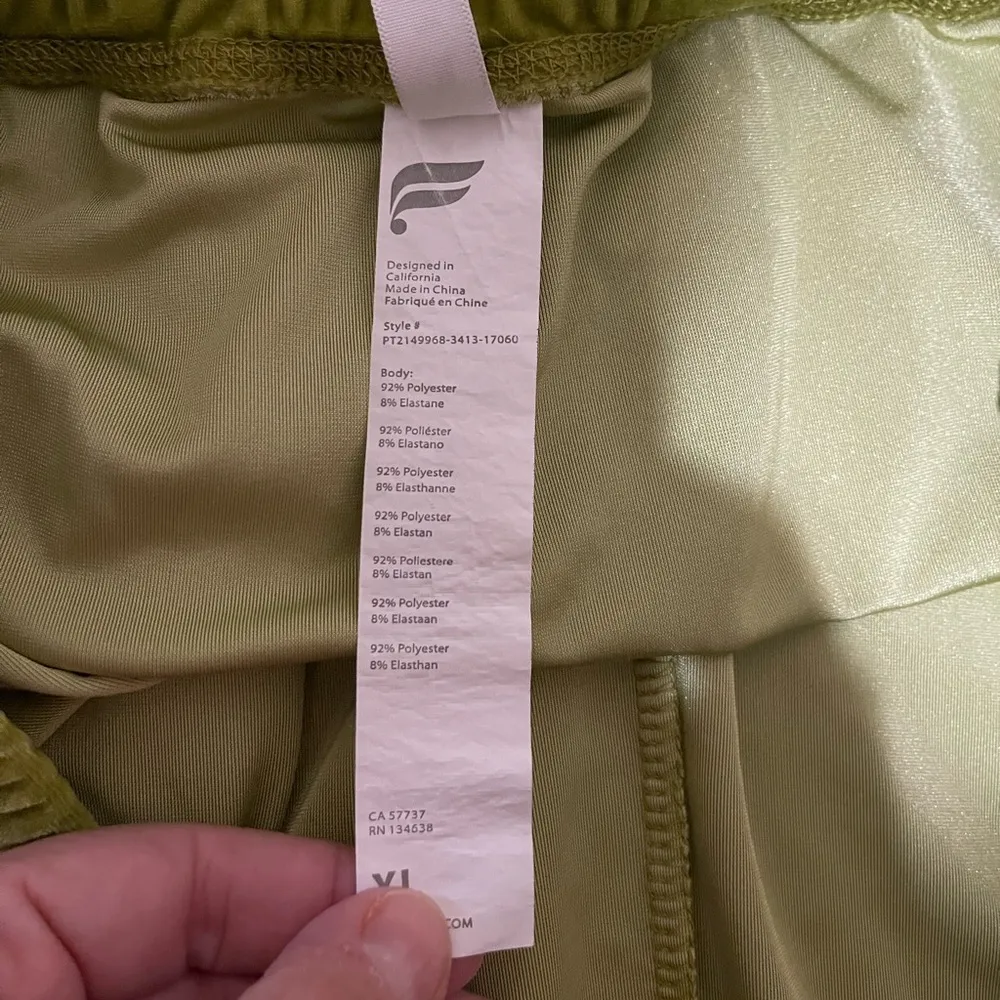 Designed in
California
Made in China
Fabriqué en Chine
Style #
PT2149968-3413-17060
Body:
92% Polyester
8% Elastane
92% Poliéster
8% Elastano
92% Polyester
8% Elasthanne
92% Polyester
8% Elastan
92% Poliestere
8% Elastan
92% Polyester
8% Elastaan
92% Polyester
8% Elasthan
CA 57737
RN 134638
XL
.COM